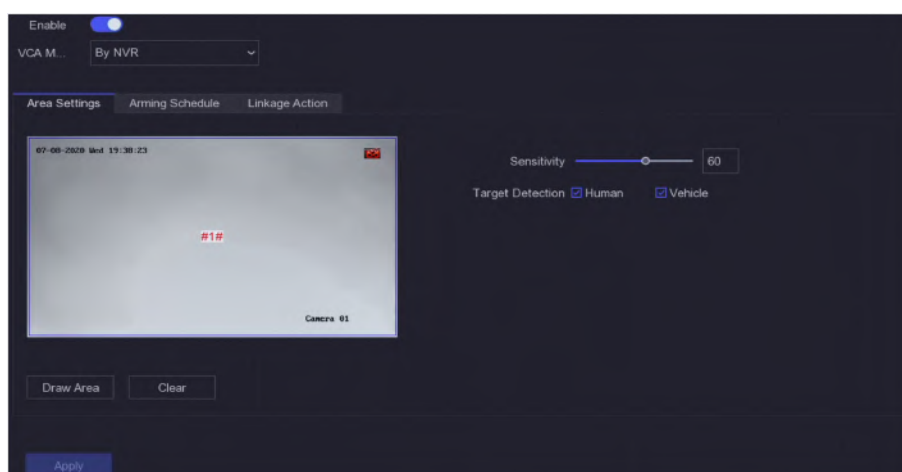 Enable
VCA M... By NVR
Area Settings Arming Schedule Linkage Action
07-08-2020 Wed 19:38:23
Sensitivity 60
Target Detection Human Vehicle
#1#
Camera 01
Draw Area Clear
Apply